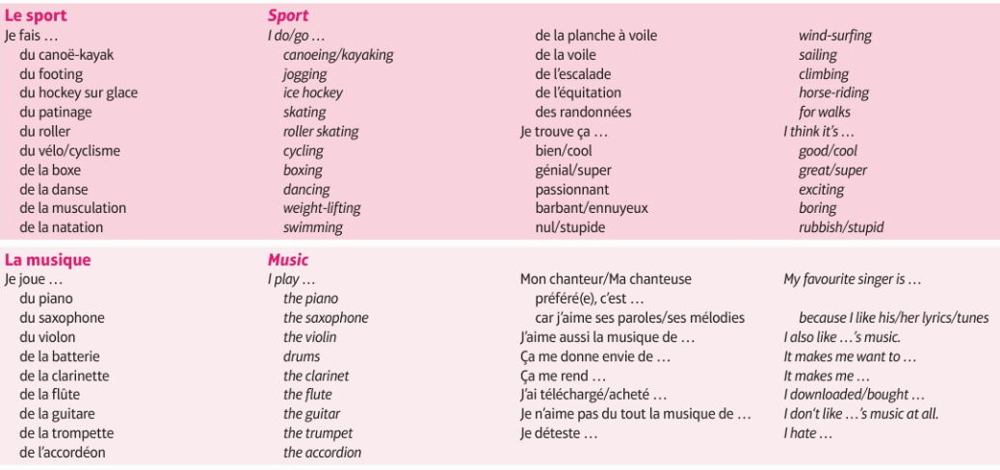 Le sport Sport
Je fais … I do/go …
du canoë-kayak canoeing/kayaking
du footing jogging
du hockey sur glace ice hockey
du patinage skating
du roller roller skating
du vélo/cyclisme cycling
de la boxe boxing
de la danse dancing
de la musculation weight-lifting
de la natation swimming
de la planche à voile wind-surfing
de la voile sailing
de l'escalade climbing
de l'équitation horse-riding
des randonnées for walks
Je trouve ça … I think it's …
bien/cool good/cool
génial/super great/super
passionnant exciting
barbant/ennuyeux boring
nul/stupide rubbish/stupid
La musique Music
Je joue … I play …
du piano the piano
du saxophone the saxophone
du violon the violin
de la batterie drums
de la clarinette the clarinet
de la flûte the flute
de la guitare the guitar
de la trompette the trumpet
de l'accordéon the accordion
Mon chanteur/Ma chanteuse My favourite singer is …
préféré(e), c'est …
car j'aime ses paroles/ses mélodies because I like his/her lyrics/tunes
J'aime aussi la musique de … I also like …'s music.
Ça me donne envie de … It makes me want to …
Ça me rend … It makes me …
J'ai téléchargé/acheté … I downloaded/bought …
Je n'aime pas du tout la musique de … I don't like …'s music at all.
Je déteste … I hate …